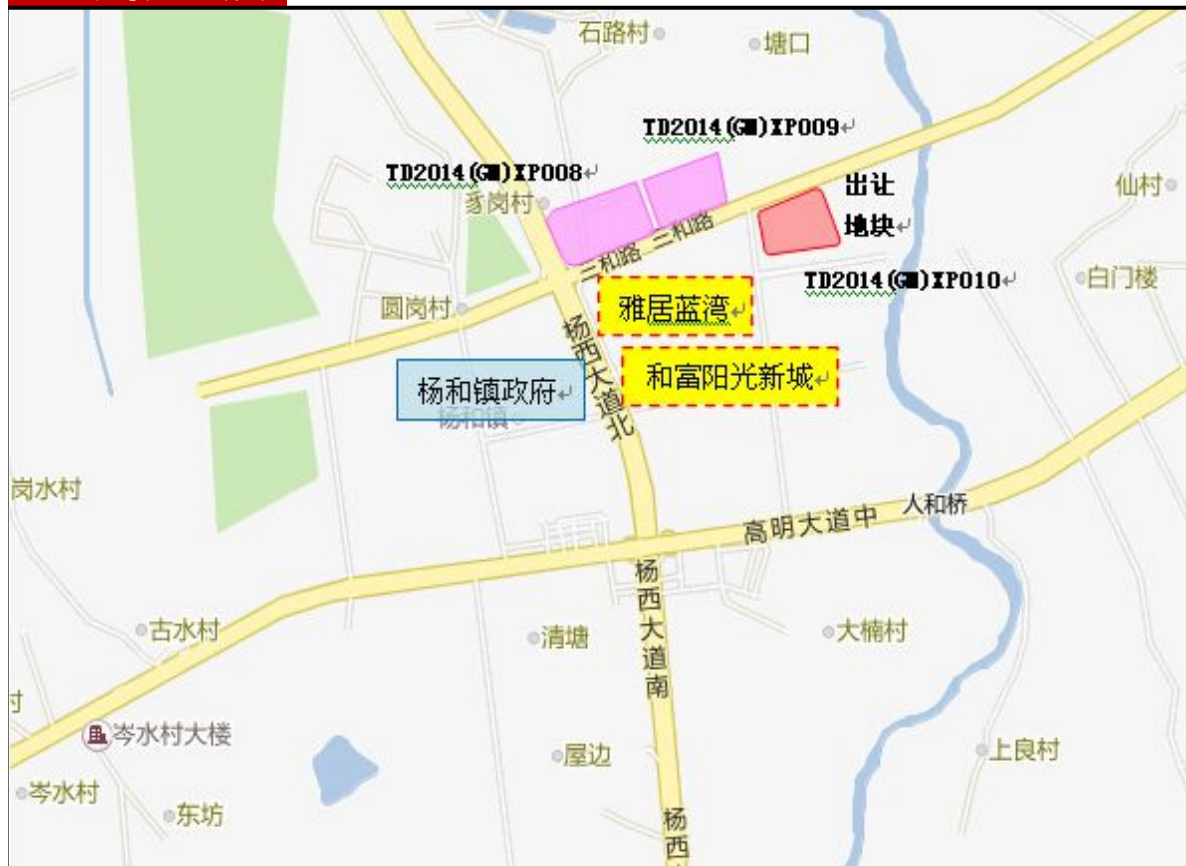 石路村
塘口
TD2014(GM)XP009
TD2014(GM)XP008
豸岗村
出让
地块
仙村
三和路 三和路
TD2014(GM)XP010
白门楼
雅居蓝湾
圆岗村
杨西大道北
杨和镇政府
和富阳光新城
杨和镇
岗水村
人和桥
高明大道中
杨西大道南
古水村
清塘
大楠村
村
岑水村大楼
屋边
上良村
岑水村
东坊
杨西